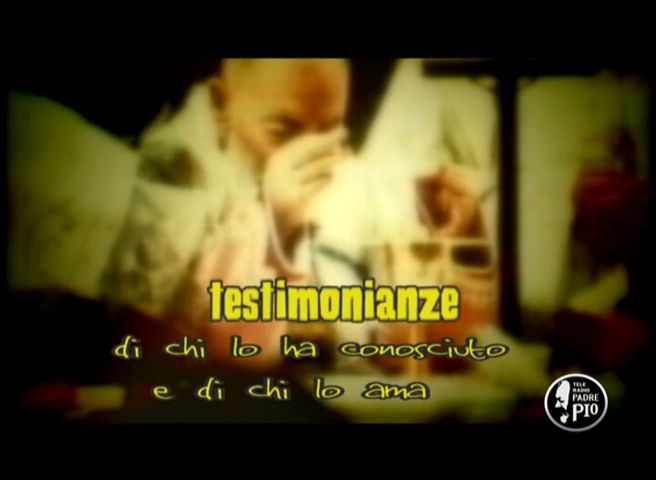 testimonianze
di chi lo ha conosciuto
e di chi lo ama
TELE
RADIO
PADRE
PIO